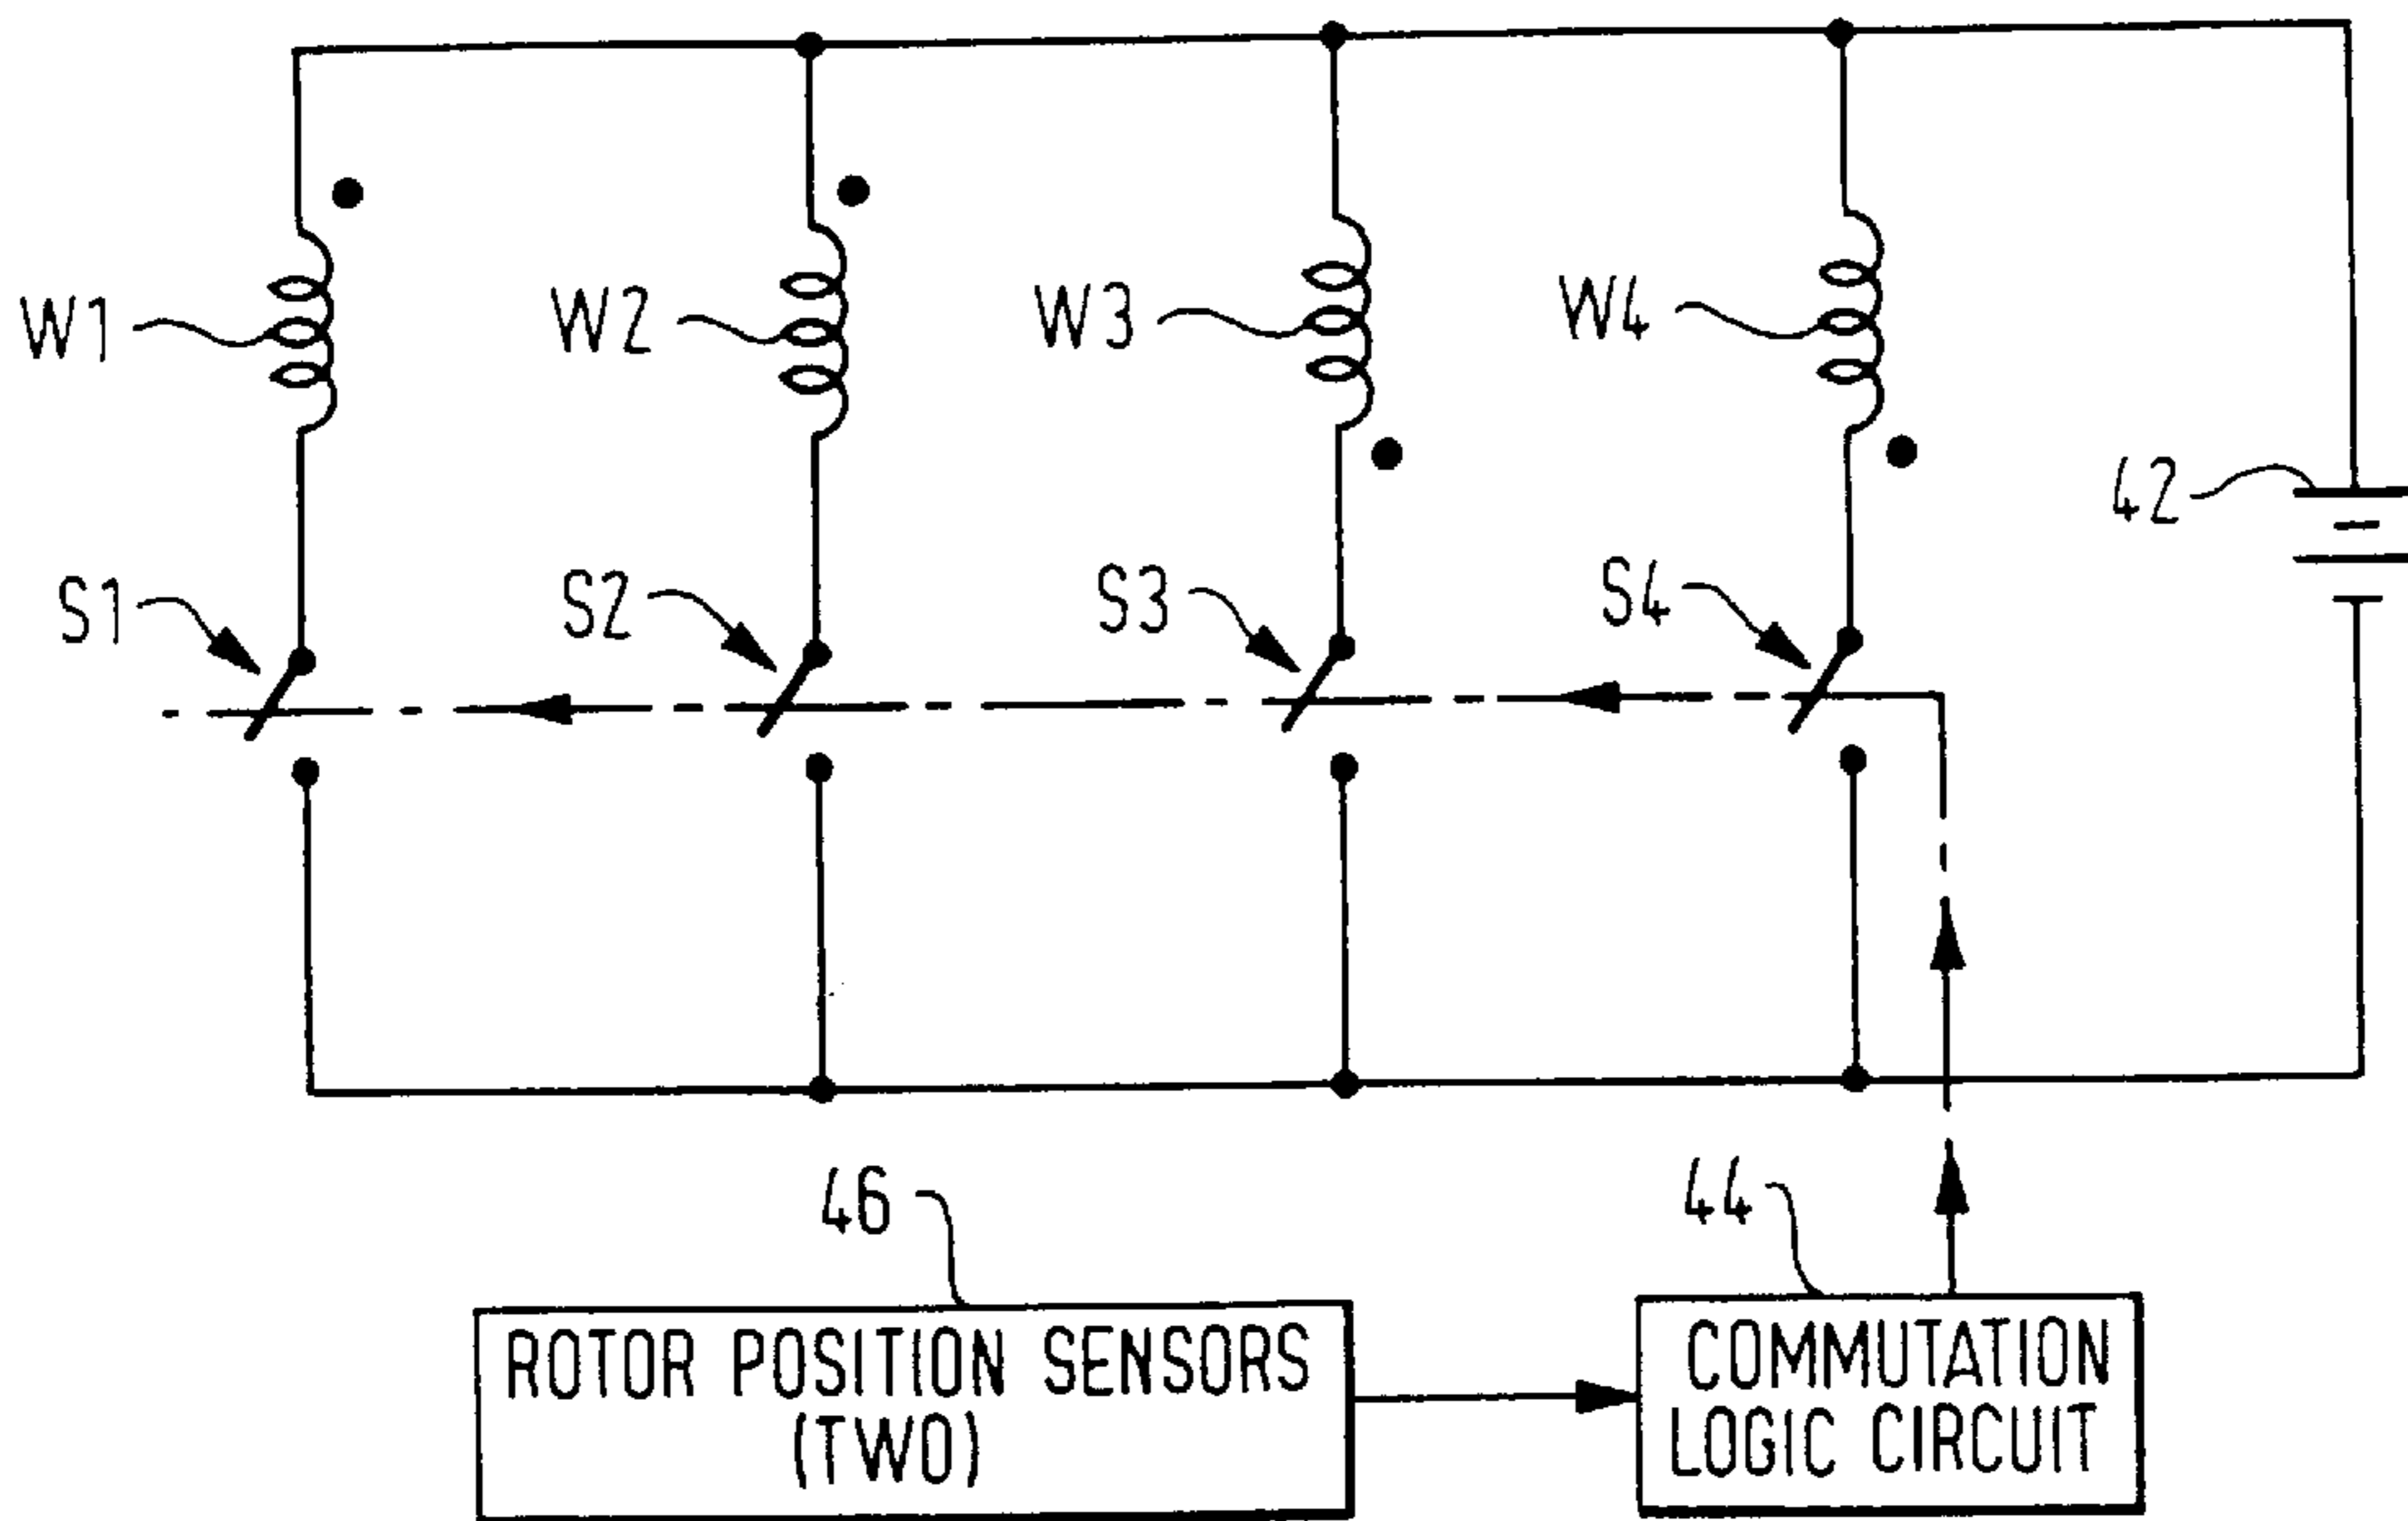 W1
W2
W3
W4
42
S1
S2
S3
S4
46
44
ROTOR POSITION SENSORS
(TWO)
COMMUTATION
LOGIC CIRCUIT